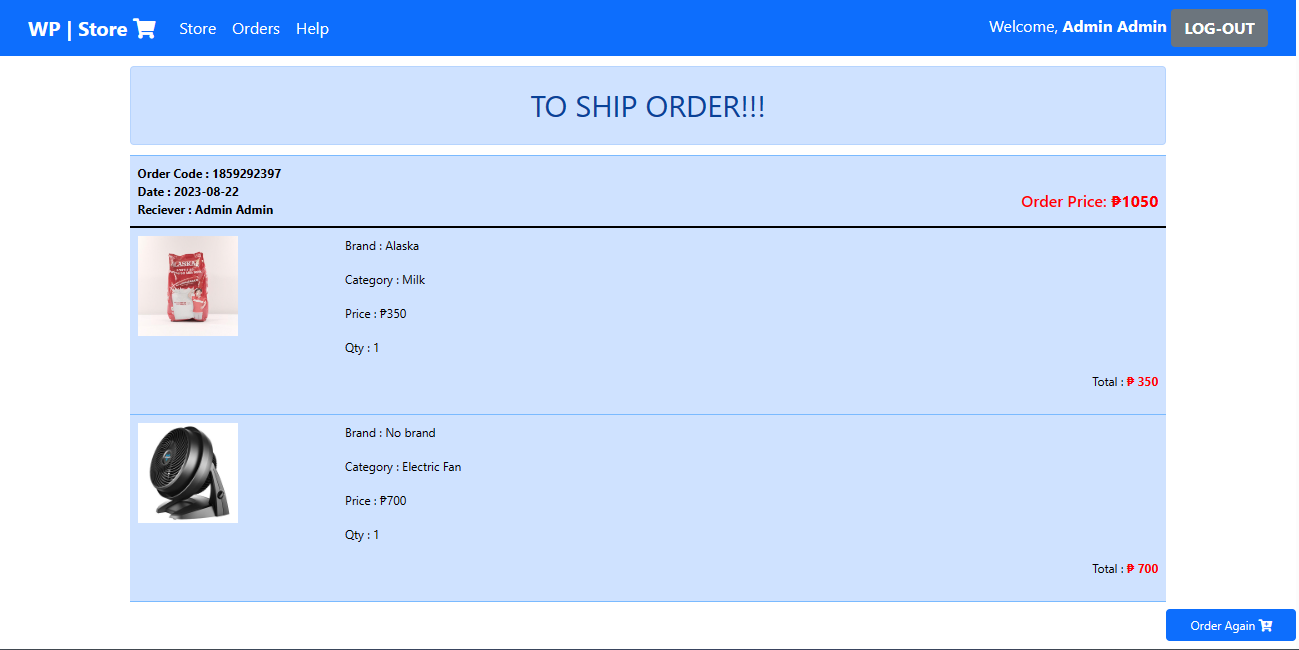 WP | Store Store Orders Help Welcome, Admin Admin LOG-OUT
TO SHIP ORDER!!!
Order Code : 1859292397
Date : 2023-08-22
Reciever : Admin Admin
Order Price: ₱1050
Brand : Alaska
Category : Milk
Price : ₱350
Qty : 1
Total : ₱ 350
Brand : No brand
Category : Electric Fan
Price : ₱700
Qty : 1
Total : ₱ 700
Order Again